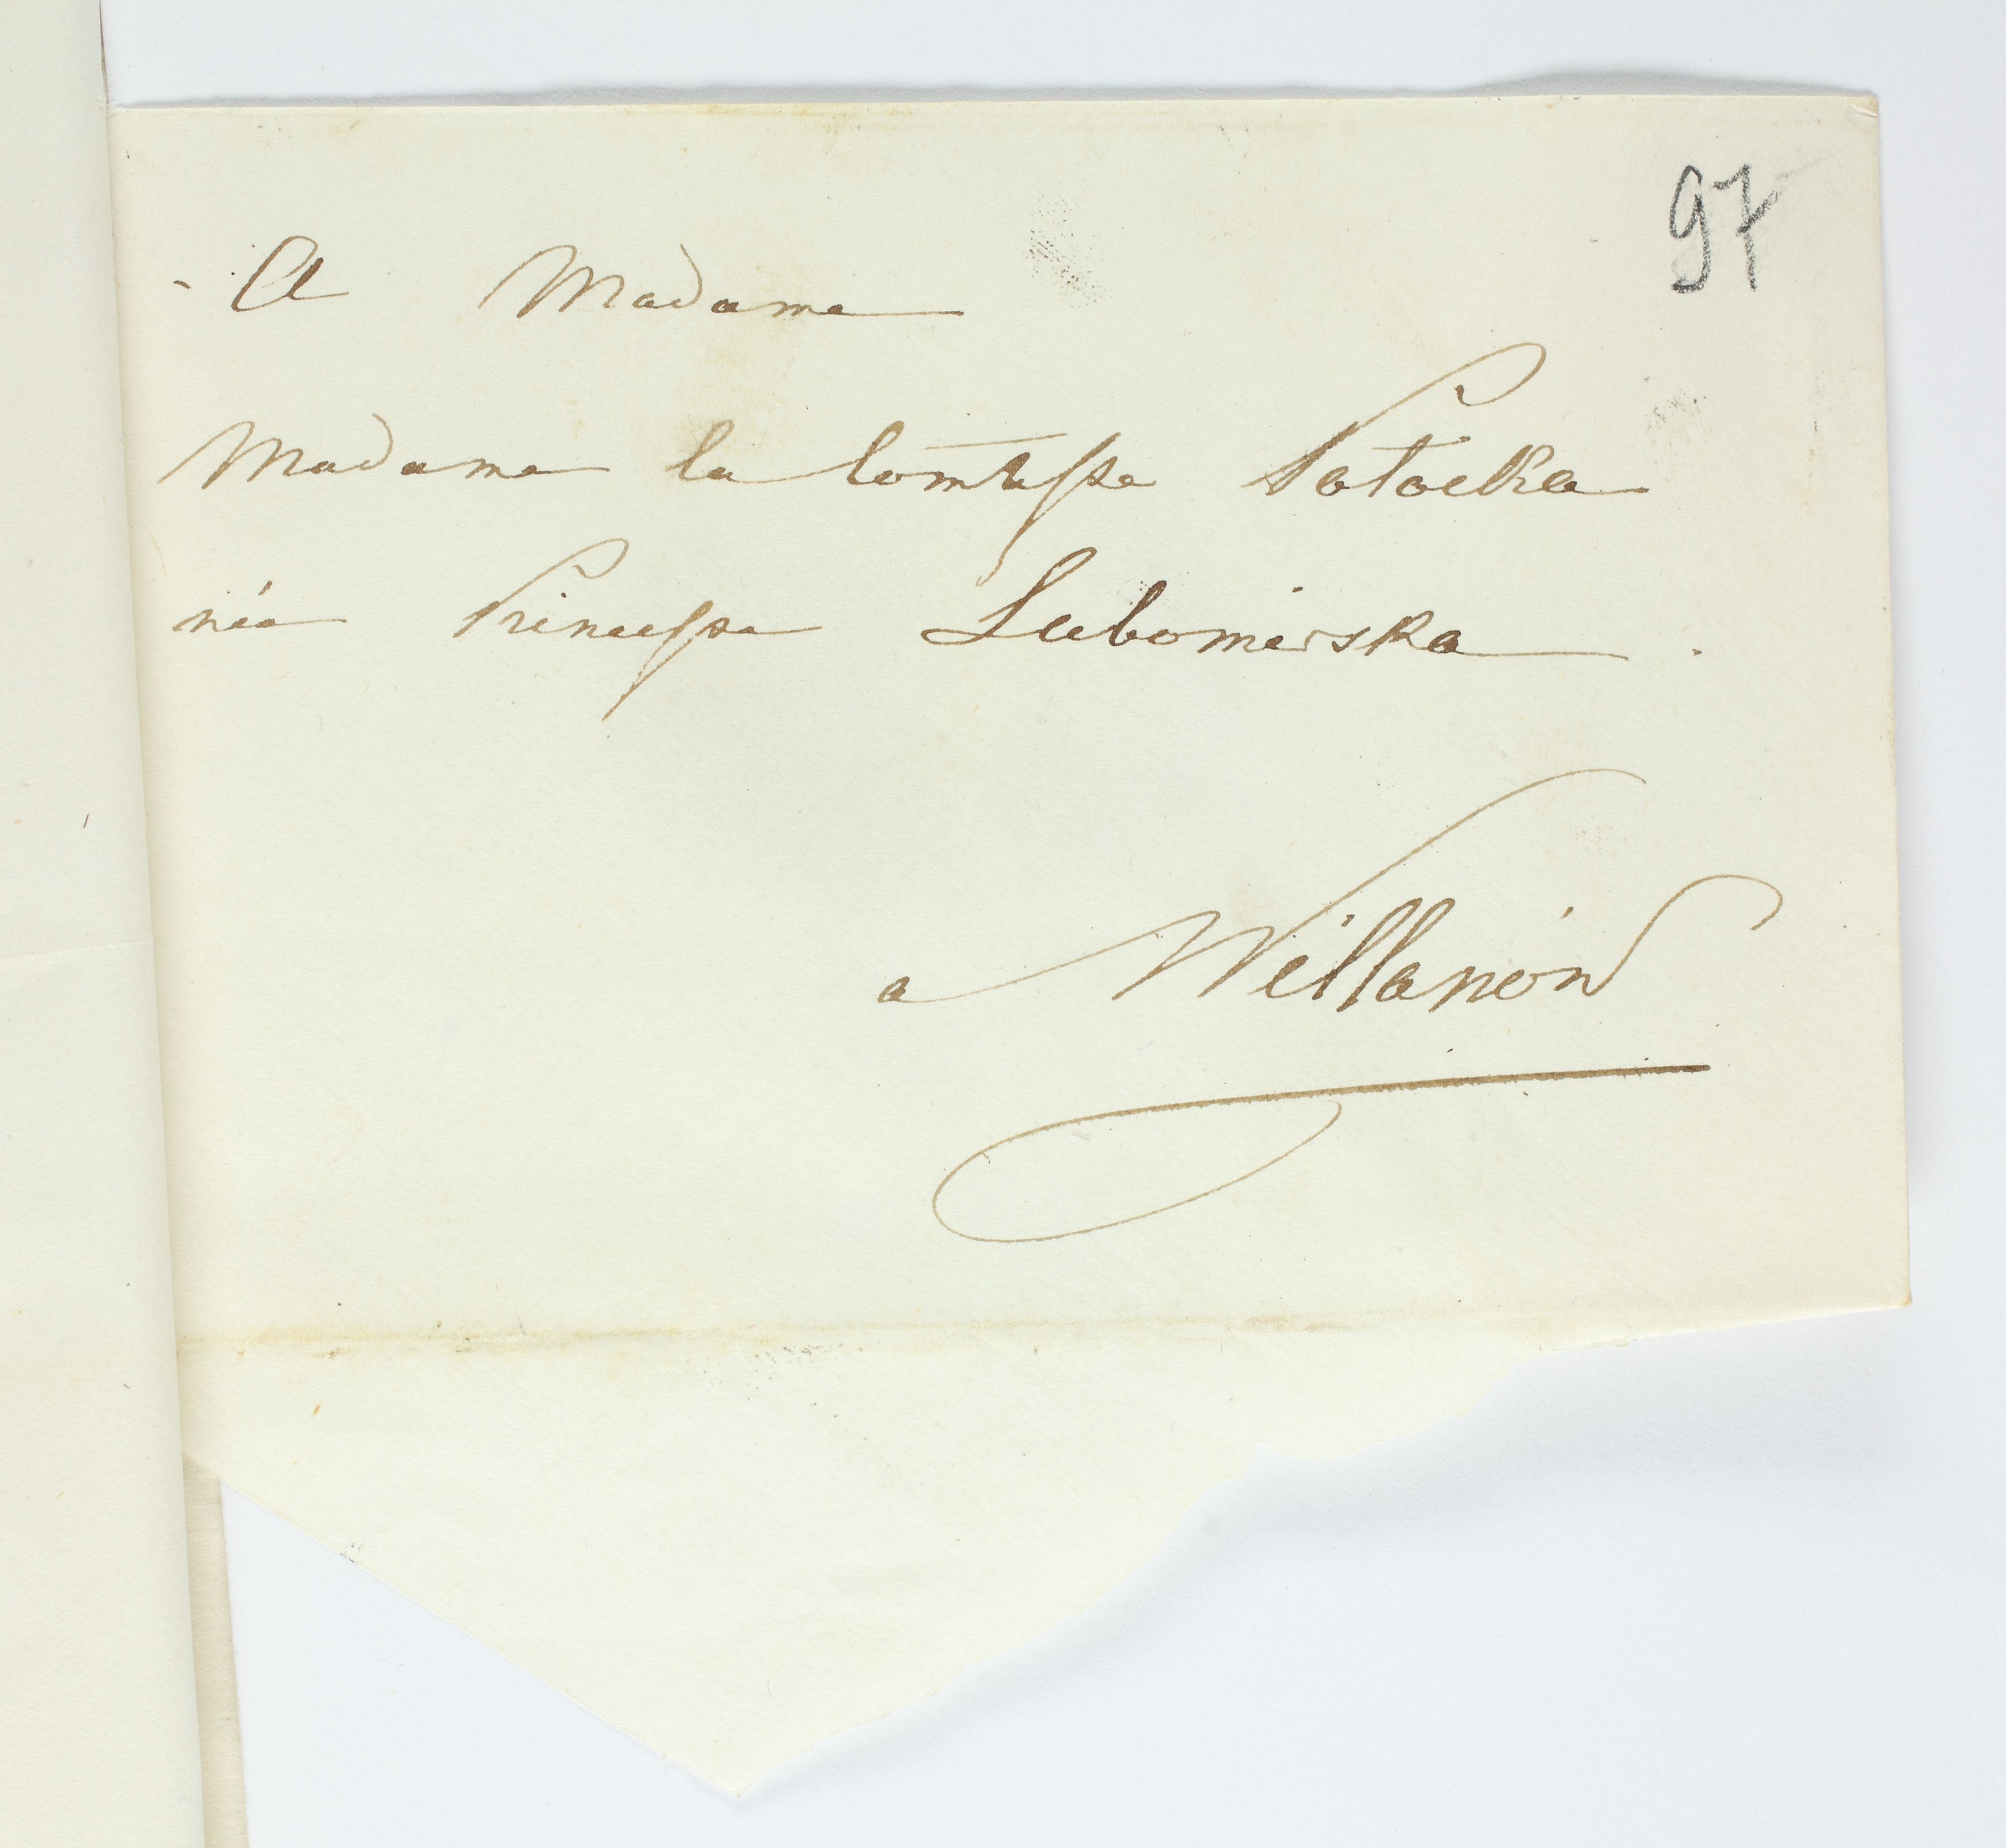 97
A Madame
Madame la Comtesse Potocka
née Princesse Lubomirska.
a Willanów